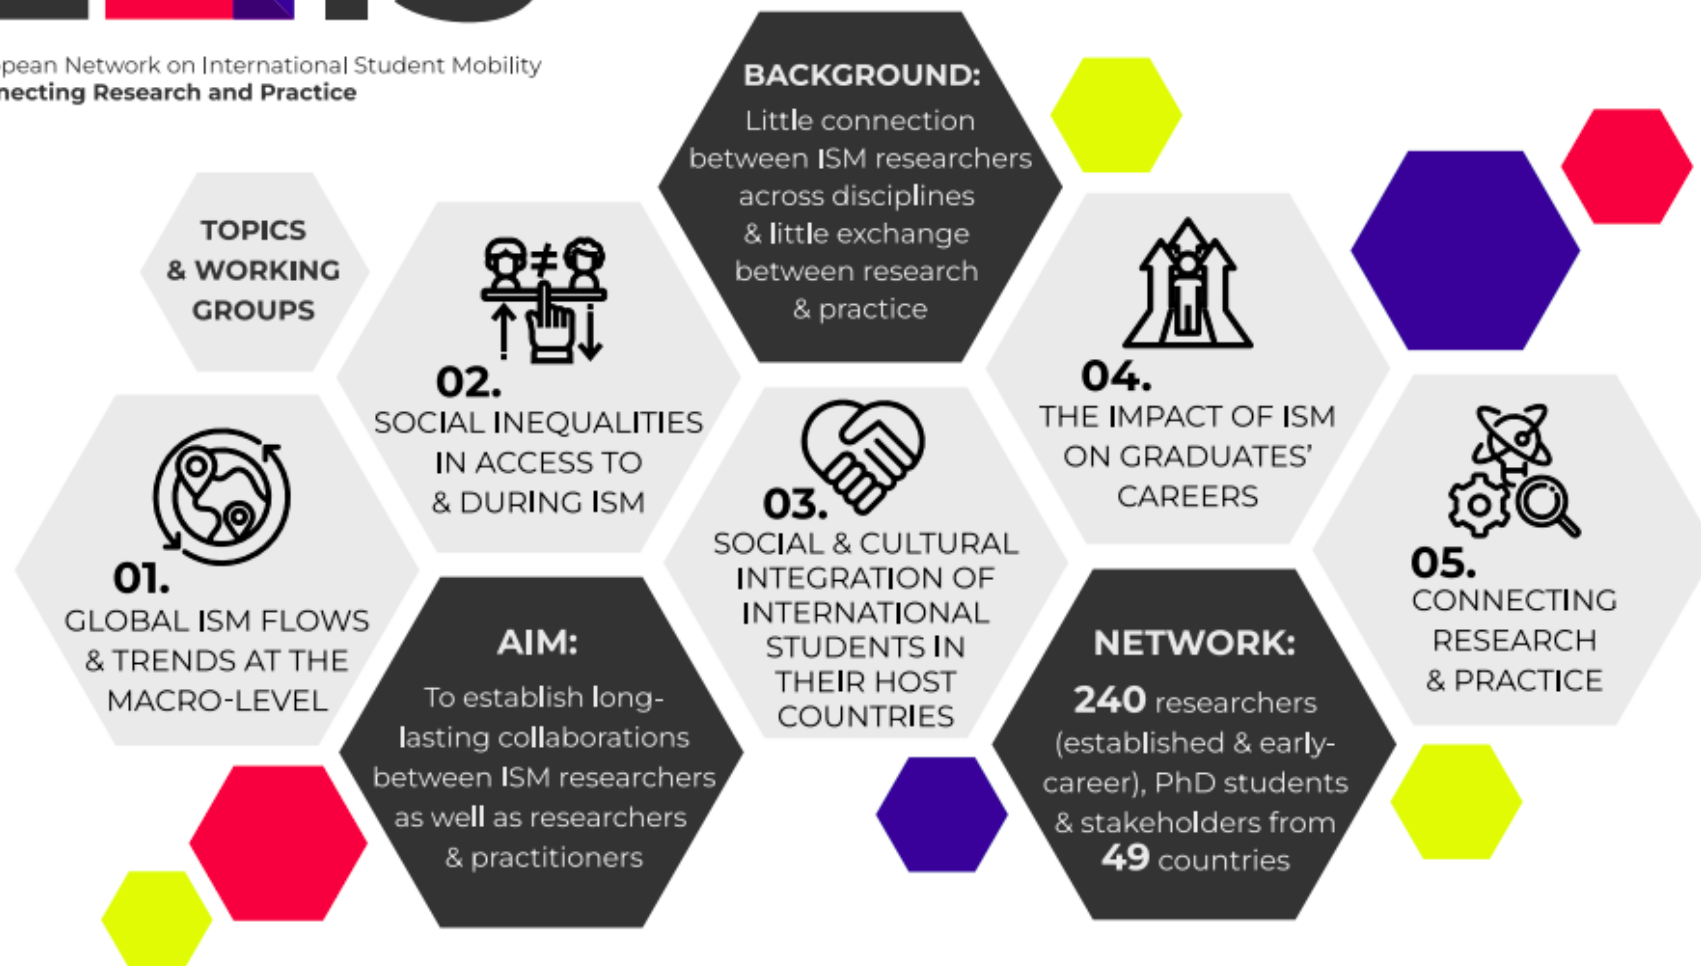 pean Network on International Student Mobility
necting Research and Practice
BACKGROUND:
Little connection
between ISM researchers
across disciplines
& little exchange
between research
& practice
TOPICS
& WORKING
GROUPS
01.
GLOBAL ISM FLOWS
& TRENDS AT THE
MACRO-LEVEL
≠
02.
SOCIAL INEQUALITIES
IN ACCESS TO
& DURING ISM
03.
SOCIAL & CULTURAL
INTEGRATION OF
INTERNATIONAL
STUDENTS IN
THEIR HOST
COUNTRIES
04.
THE IMPACT OF ISM
ON GRADUATES’
CAREERS
05.
CONNECTING
RESEARCH
& PRACTICE
AIM:
To establish long-
lasting collaborations
between ISM researchers
as well as researchers
& practitioners
NETWORK:
240 researchers
(established & early-
career), PhD students
& stakeholders from
49 countries